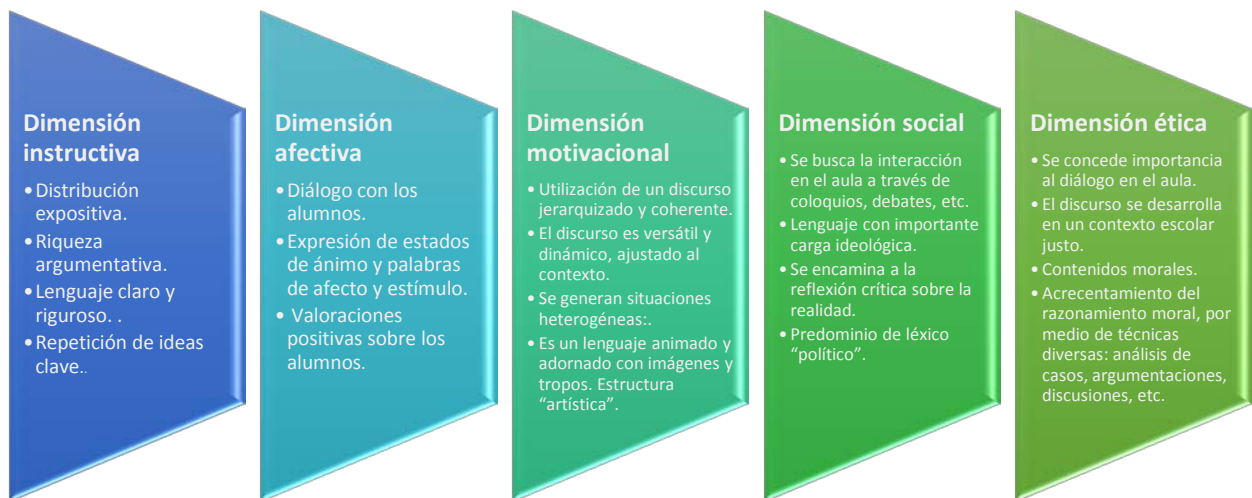 Dimensión
instructiva
•Distribución
expositiva.
•Riqueza
argumentativa.
•Lenguaje claro y
riguroso. .
•Repetición de ideas
clave..
Dimensión
afectiva
•Diálogo con los
alumnos.
•Expresión de estados
de ánimo y palabras
de afecto y estímulo.
• Valoraciones
positivas sobre los
alumnos.
Dimensión
motivacional
•Utilización de un discurso
jerarquizado y coherente.
•El discurso es versátil y
dinámico, ajustado al
contexto.
•Se generan situaciones
heterogéneas:.
•Es un lenguaje animado y
adornado con imágenes y
tropos. Estructura
“artística”.
Dimensión social
•Se busca la interacción
en el aula a través de
coloquios, debates, etc.
•Lenguaje con importante
carga ideológica.
•Se encamina a la
reflexión crítica sobre la
realidad.
•Predominio de léxico
“político”.
Dimensión ética
•Se concede importancia
al diálogo en el aula.
•El discurso se desarrolla
en un contexto escolar
justo.
•Contenidos morales.
•Acrecentamiento del
razonamiento moral, por
medio de técnicas
diversas: análisis de
casos, argumentaciones,
discusiones, etc.